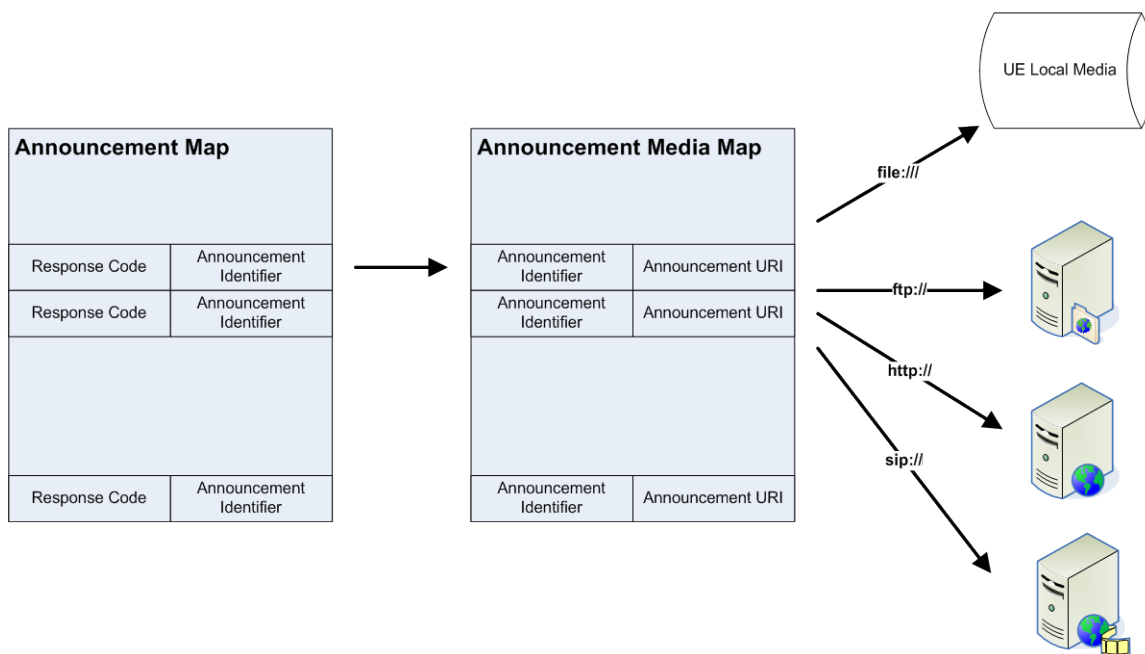 UE Local Media
Announcement Map
Announcement Media Map
file:///
Response Code
Announcement
Identifier
Announcement
Identifier
Announcement URI
Response Code
Announcement
Identifier
Announcement
Identifier
Announcement URI
ftp://
http://
sip://
Response Code
Announcement
Identifier
Announcement
Identifier
Announcement URI